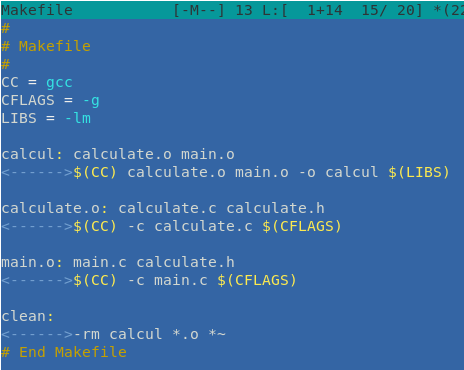 Makefile [-M--] 13 L:[ 1+14 15/ 20] *(22
#
# Makefile
#
CC = gcc
CFLAGS = -g
LIBS = -lm
calcul: calculate.o main.o
<------>$(CC) calculate.o main.o -o calcul $(LIBS)
calculate.o: calculate.c calculate.h
<------>$(CC) -c calculate.c $(CFLAGS)
main.o: main.c calculate.h
<------>$(CC) -c main.c $(CFLAGS)
clean:
<------>-rm calcul *.o *~
# End Makefile